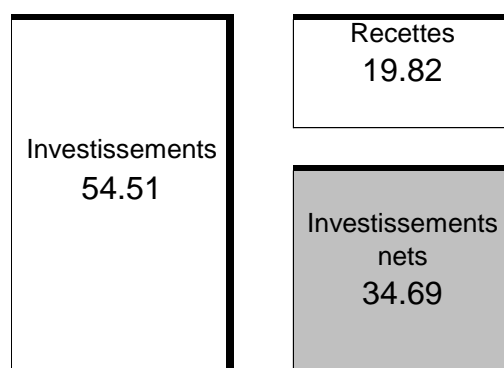 Investissements
54.51
Recettes
19.82
Investissements
nets
34.69